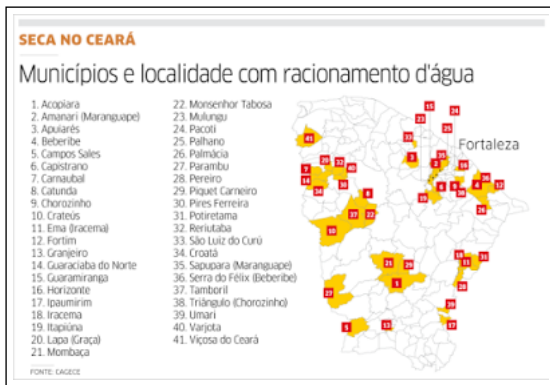 SECA NO CEARÁ
Municípios e localidade com racionamento d'água
1. Acopiara
2. Amanari (Maranguape)
3. Apuiarés
4. Beberibe
5. Campos Sales
6. Capistrano
7. Carnaubal
8. Catunda
9. Chorozinho
10. Crateús
11. Ema (Iracema)
12. Fortim
13. Granjeiro
14. Guaraciaba do Norte
15. Guaramiranga
16. Horizonte
17. Ipaumirim
18. Iracema
19. Itapiúna
20. Lapa (Graça)
21. Mombaça
22. Monsenhor Tabosa
23. Mulungu
24. Pacoti
25. Palhano
26. Palmácia
27. Parambu
28. Pereiro
29. Piquet Carneiro
30. Pires Ferreira
31. Potiretama
32. Reriutaba
33. São Luiz do Curú
34. Croatá
35. Sapupara (Maranguape)
36. Serra do Félix (Beberibe)
37. Tamboril
38. Triângulo (Chorozinho)
39. Umari
40. Varjota
41. Viçosa do Ceará
Fortaleza
FONTE: CAGECE